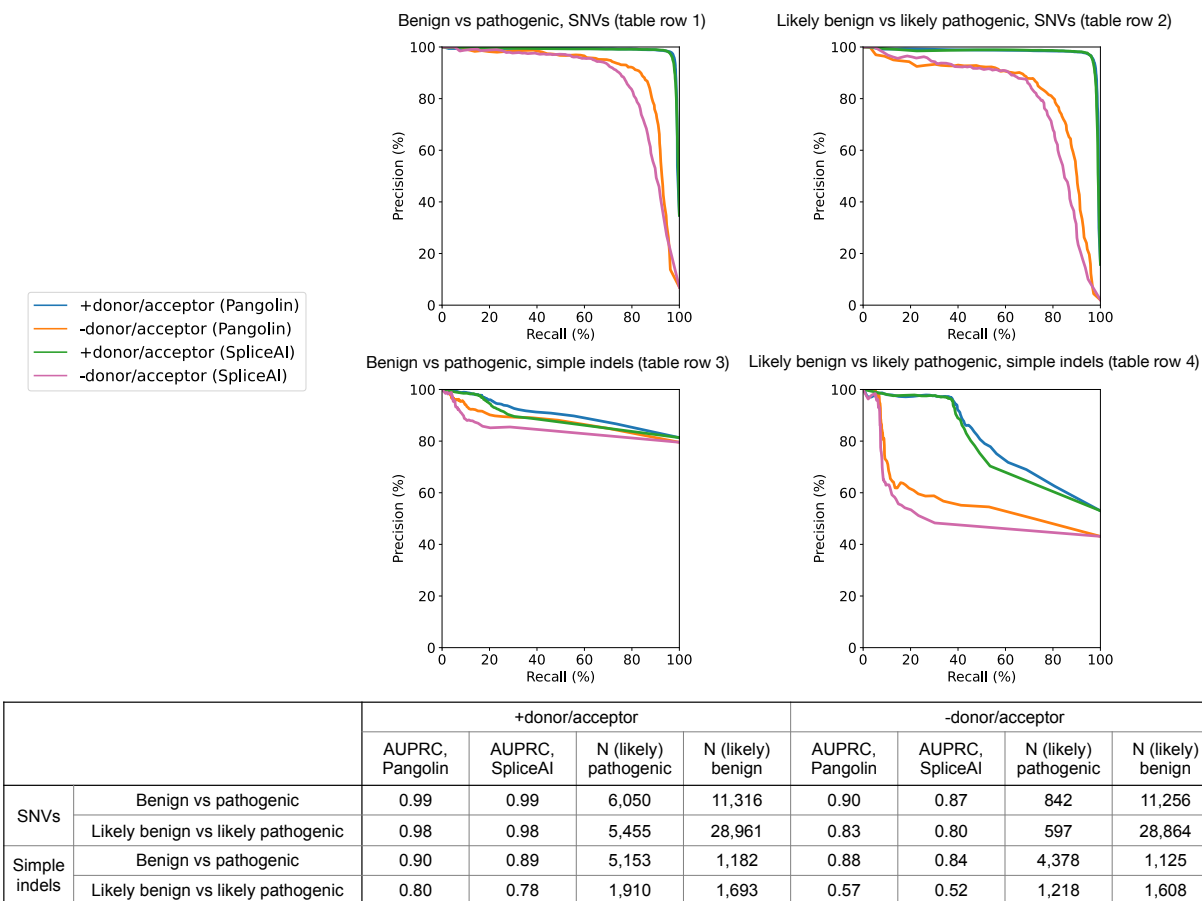 Benign vs pathogenic, SNVs (table row 1)
Likely benign vs likely pathogenic, SNVs (table row 2)
100
80
60
40
20
0
Precision (%)
0 20 40 60 80 100
Recall (%)
100
80
60
40
20
0
Precision (%)
0 20 40 60 80 100
Recall (%)
+donor/acceptor (Pangolin)
-donor/acceptor (Pangolin)
+donor/acceptor (SpliceAI)
-donor/acceptor (SpliceAI)
Benign vs pathogenic, simple indels (table row 3)
Likely benign vs likely pathogenic, simple indels (table row 4)
100
80
60
40
20
0
Precision (%)
0 20 40 60 80 100
Recall (%)
100
80
60
40
20
0
Precision (%)
0 20 40 60 80 100
Recall (%)
+donor/acceptor -donor/acceptor
AUPRC, Pangolin AUPRC, SpliceAI N (likely) pathogenic N (likely) benign AUPRC, Pangolin AUPRC, SpliceAI N (likely) pathogenic N (likely) benign
SNVs Benign vs pathogenic 0.99 0.99 6,050 11,316 0.90 0.87 842 11,256
Likely benign vs likely pathogenic 0.98 0.98 5,455 28,961 0.83 0.80 597 28,864
Simple indels Benign vs pathogenic 0.90 0.89 5,153 1,182 0.88 0.84 4,378 1,125
Likely benign vs likely pathogenic 0.80 0.78 1,910 1,693 0.57 0.52 1,218 1,608